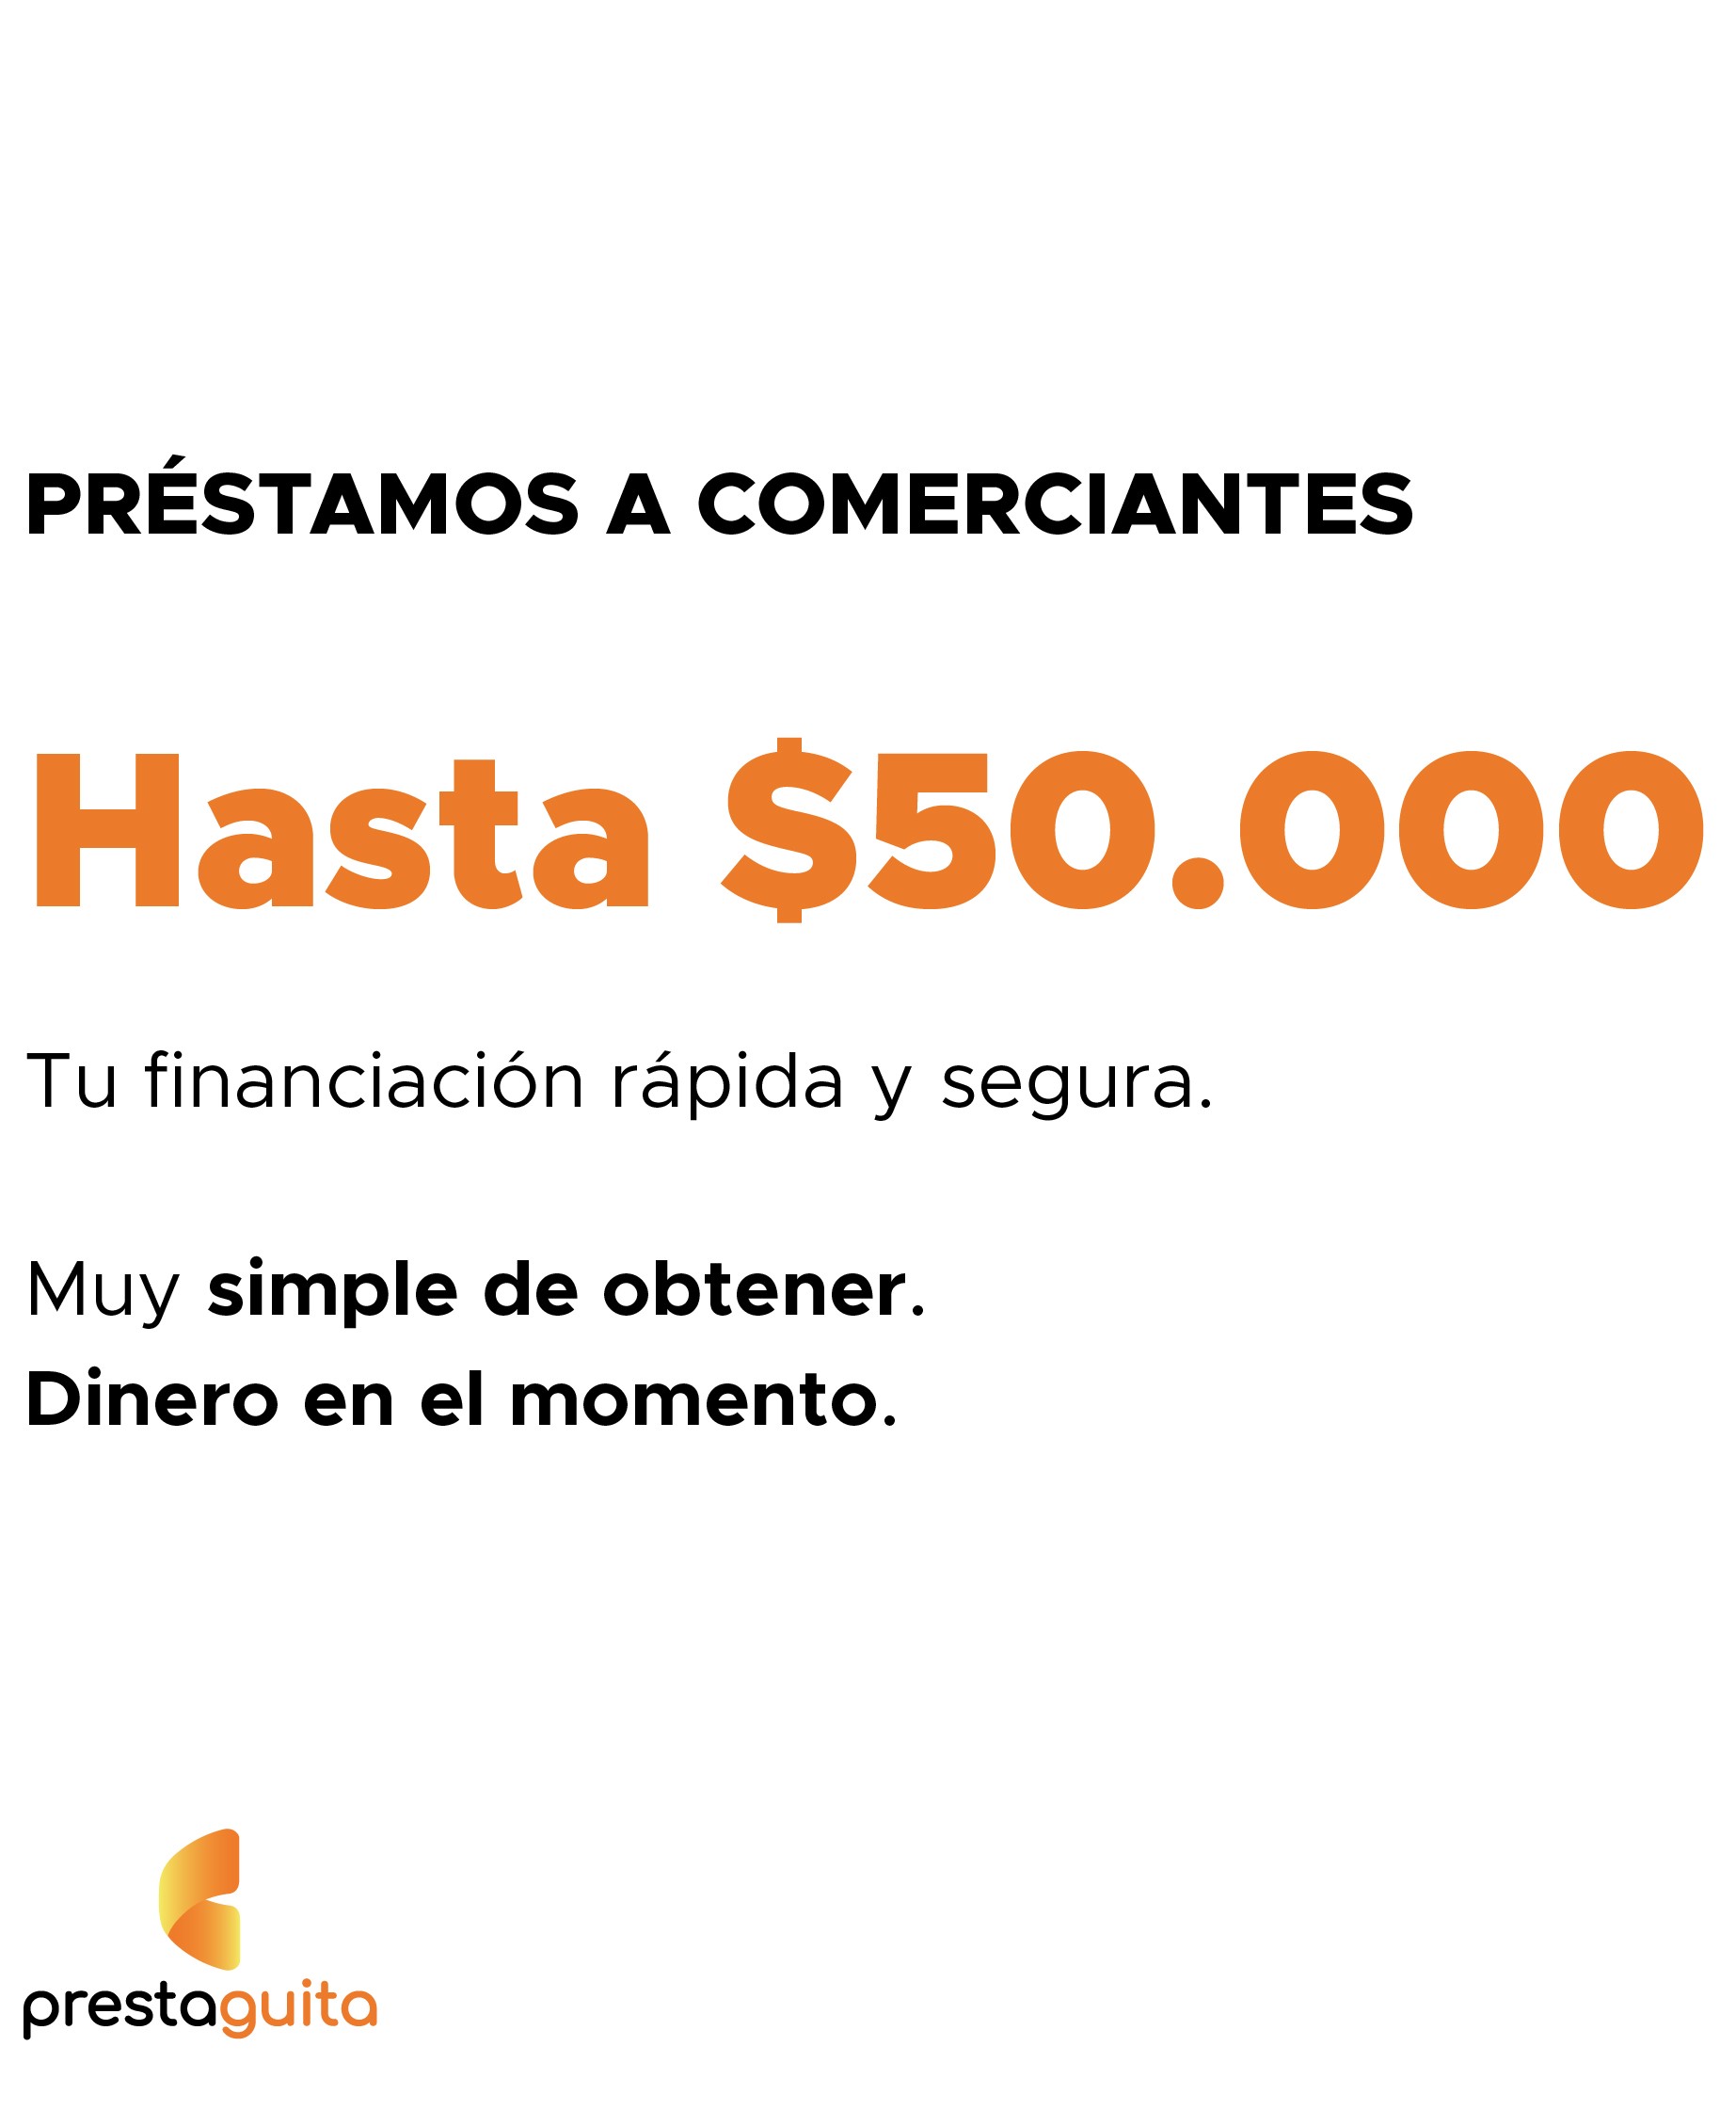 PRÉSTAMOS A COMERCIANTES
Hasta $50.000
Tu financiación rápida y segura.
Muy simple de obtener.
Dinero en el momento.
prestaguita